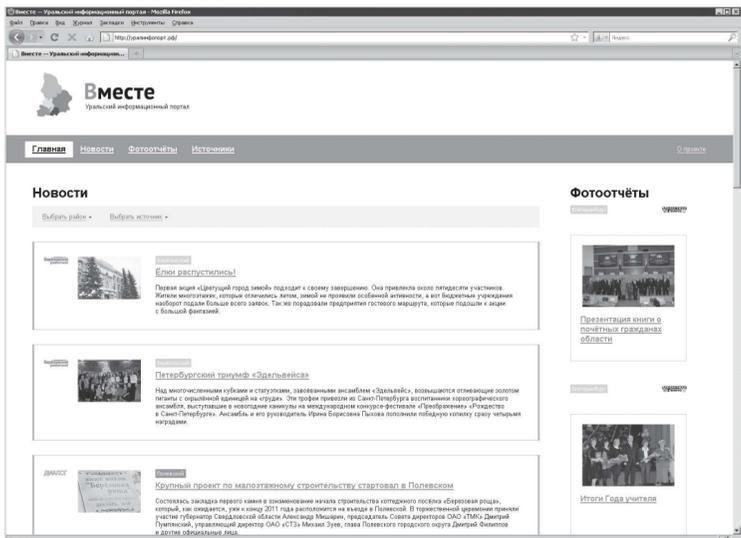 Вместе — Уральский информационный портал - Mozilla Firefox
Файл Правка Вид Журнал Закладки Инструменты Справка
Яндекс
Вместе — Уральский информацион...
Вместе
Уральский информационный портал
Главная Новости Фотоотчёты Источники О проекте
Новости
Выбрать район Выбрать источник
Ёлки распустились!
Первая акция «Цветущий город зимой» подходит к своему завершению. Она привлекла около пятидесяти участников.
Жители многоэтажек, которые отличились летом, зимой не проявили особенной активности, а вот бюджетные учреждения
наоборот подали больше всего заявок. Так же порадовали предприятия гостевого маршрута, которые подошли к акции
с большой фантазией.
Петербургский триумф «Эдельвейса»
Над многочисленными кубками и статуэтками, завоёванными ансамблем «Эдельвейс», возвышаются отливающие золотом
гиганты с окрылённой единицей на «груди». Эти трофеи привезли из Санкт-Петербурга воспитанники хореографического
ансамбля, выступавшие в новогодние каникулы на международном конкурсе-фестивале «Преображение» «Рождество
в Санкт-Петербурге». Ансамбль и его руководитель Ирина Борисовна Пыхова пополнили победную копилку сразу четырьмя
наградами.
ДИАЛОГ
Полевской
Крупный проект по малоэтажному строительству стартовал в Полевском
Состоялась закладка первого камня в ознаменование начала строительства коттеджного посёлка «Березовая роща»,
который, как ожидается, уже к концу 2011 года расположится на въезде в Полевской. В торжественной церемонии приняли
участие губернатор Свердловской области Александр Мишарин, председатель Совета директоров ОАО «ТМК» Дмитрий
Пумпянский, управляющий директор ОАО «СТЗ» Михаил Зуев, глава Полевского городского округа Дмитрий Филиппов
и другие официальные лица.
Фотоотчёты
Екатеринбург
Презентация книги о
почётных гражданах
области
Екатеринбург
Итоги Года учителя